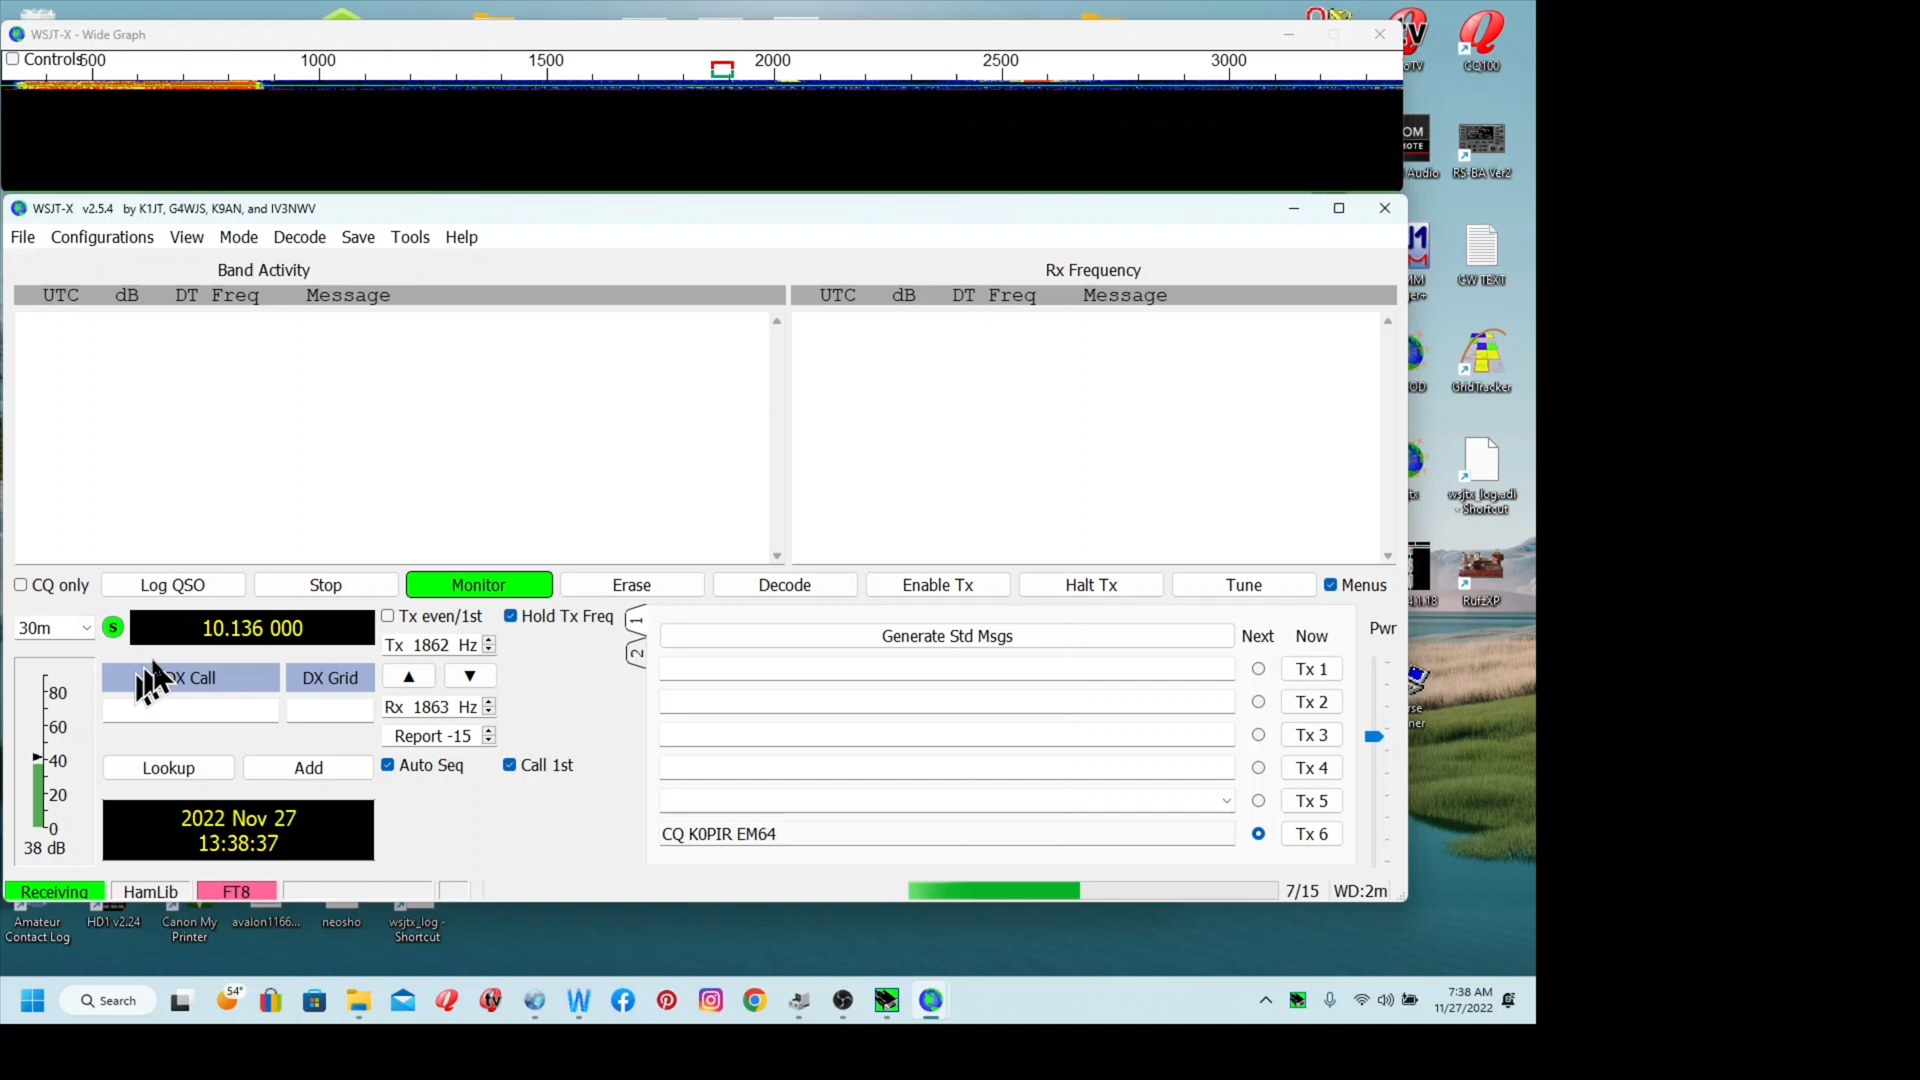 WSJT-X - Wide Graph
Controls
500 1000 1500 2000 2500 3000
WSJT-X v2.5.4 by K1JT, G4WJS, K9AN, and IV3NWV
File Configurations View Mode Decode Save Tools Help
Band Activity
Rx Frequency
UTC dB DT Freq Message
UTC dB DT Freq Message
CQ only
Log QSO
Stop
Monitor
Erase
Decode
Enable Tx
Halt Tx
Tune
Menus
30m
S
10.136 000
Tx even/1st
Hold Tx Freq
1
2
Generate Std Msgs
Next
Now
Pwr
Tx 1862 Hz
DX Call
DX Grid
Rx 1863 Hz
Report -15
Tx 1
Tx 2
Tx 3
Tx 4
Tx 5
CQ K0PIR EM64
Tx 6
80
60
40
20
0
38 dB
Lookup
Add
Auto Seq
Call 1st
2022 Nov 27
13:38:37
Receiving
HamLib
FT8
7/15
WD:2m
CQ100
RS-BA Ver2
Audio
CW TEXT
GridTracker
wsjtx_log.adi
- Shortcut
RufzXP
Amateur
Contact Log
HD1 v2.24
Canon My
Printer
avalon1166...
neosho
wsjtx_log -
Shortcut
Search
54°
tv
W
7:38 AM
11/27/2022